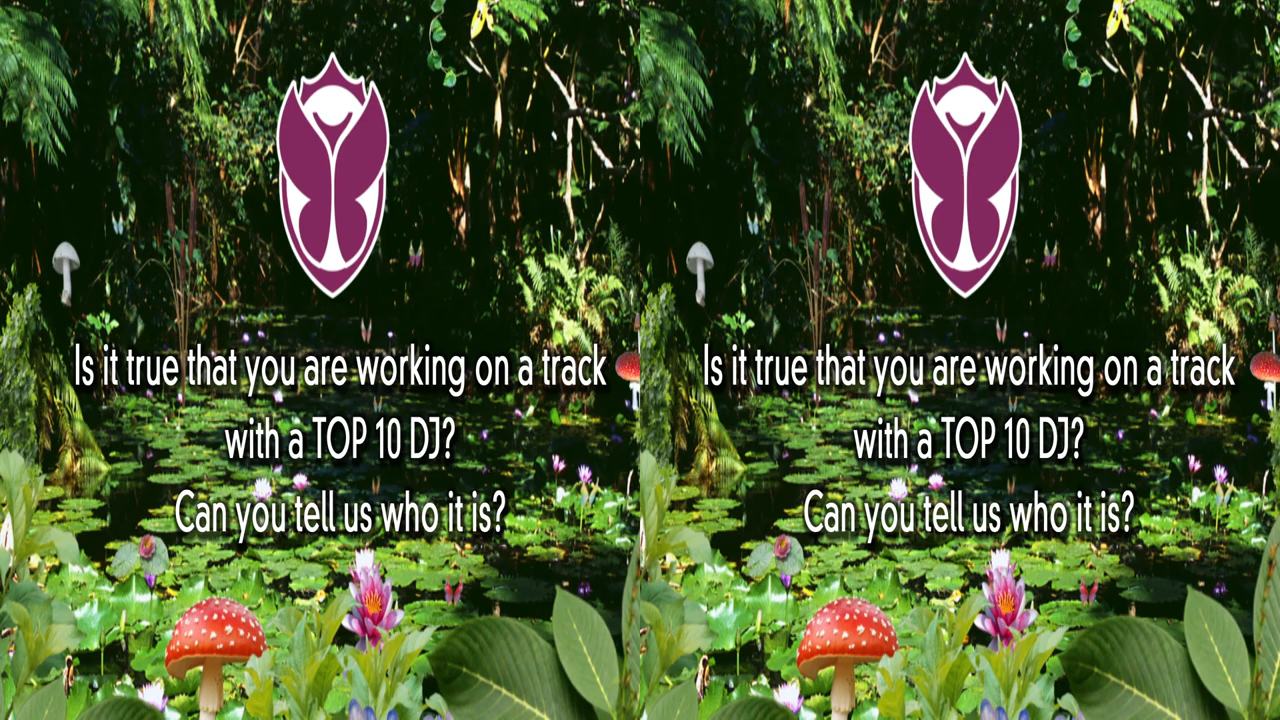 Is it true that you are working on a track
with a TOP 10 DJ?
Can you tell us who it is?
Is it true that you are working on a track
with a TOP 10 DJ?
Can you tell us who it is?